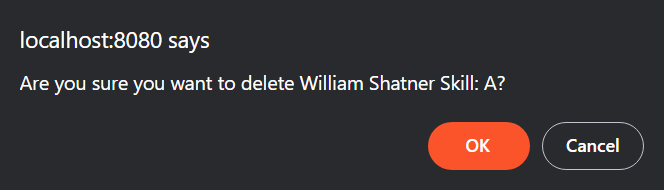 localhost:8080 says
Are you sure you want to delete William Shatner Skill: A?
OK Cancel